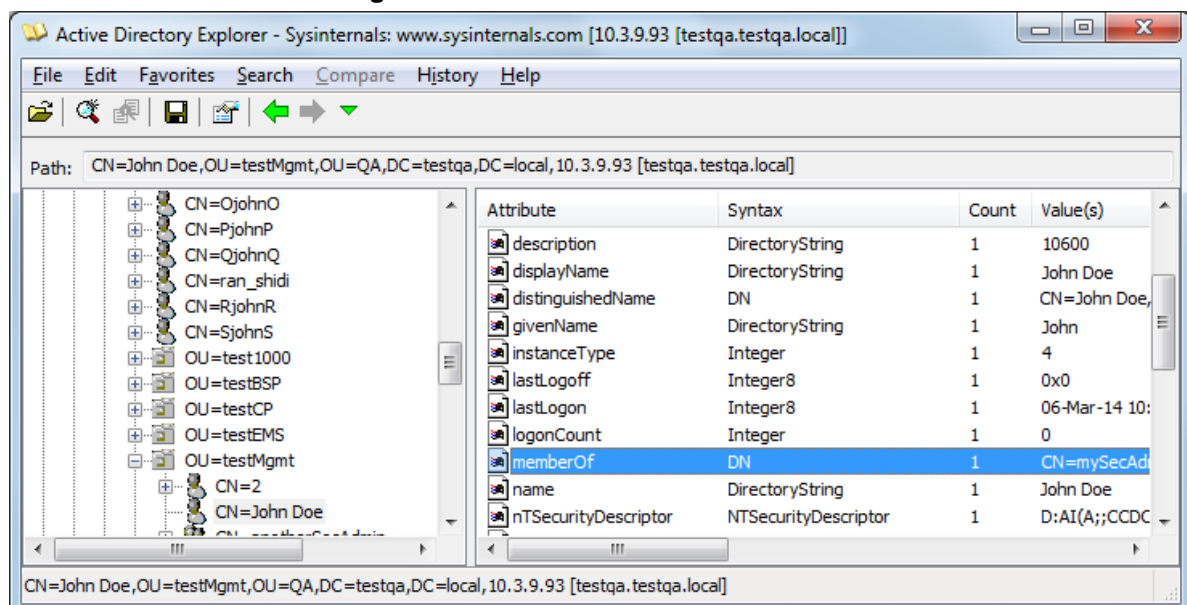 Active Directory Explorer - Sysinternals: www.sysinternals.com [10.3.9.93 [testqa.testqa.local]]
File Edit Favorites Search Compare History Help
Path: CN=John Doe,OU=testMgmt,OU=QA,DC=testqa,DC=local,10.3.9.93 [testqa.testqa.local]
CN=OjohnO
CN=PjohnP
CN=QjohnQ
CN=ran_shidi
CN=RjohnR
CN=SjohnS
OU=test1000
OU=testBSP
OU=testCP
OU=testEMS
OU=testMgmt
CN=2
CN=John Doe
Attribute Syntax Count Value(s)
description DirectoryString 1 10600
displayName DirectoryString 1 John Doe
distinguishedName DN 1 CN=John Doe,
givenName DirectoryString 1 John
instanceType Integer 1 4
lastLogoff Integer8 1 0x0
lastLogon Integer8 1 06-Mar-14 10:
logonCount Integer 1 0
memberOf DN 1 CN=mySecAd
name DirectoryString 1 John Doe
nTSecurityDescriptor NTSecurityDescriptor 1 D:AI(A;;CCDC
CN=John Doe,OU=testMgmt,OU=QA,DC=testqa,DC=local,10.3.9.93 [testqa.testqa.local]